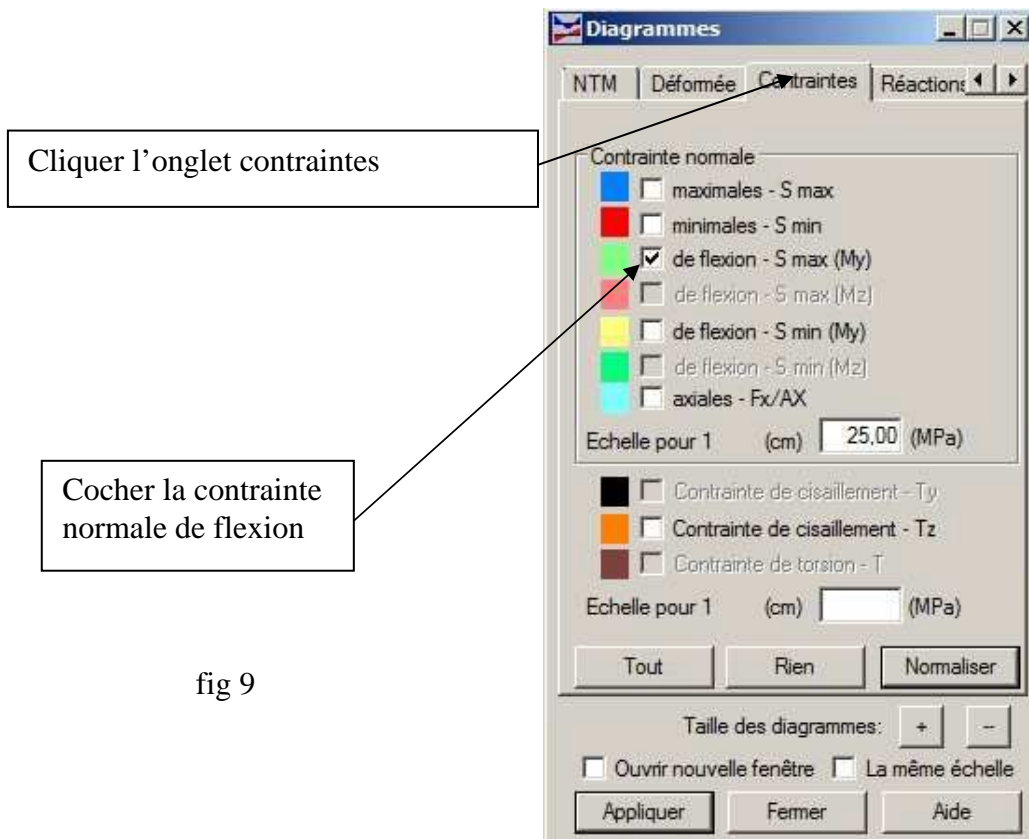 Diagrammes
NTM Déformée Contraintes Réactions
Cliquer l’onglet contraintes
Contrainte normale
maximales - S max
minimales - S min
de flexion - S max (My)
de flexion - S max (Mz)
de flexion - S min (My)
de flexion - S min (Mz)
axiales - Fx/AX
Echelle pour 1 (cm) 25,00 (MPa)
Cocher la contrainte
normale de flexion
Contrainte de cisaillement - Ty
Contrainte de cisaillement - Tz
Contrainte de torsion - T
Echelle pour 1 (cm) (MPa)
Tout Rien Normaliser
fig 9
Taille des diagrammes: + -
Ouvrir nouvelle fenêtre La même échelle
Appliquer Fermer Aide